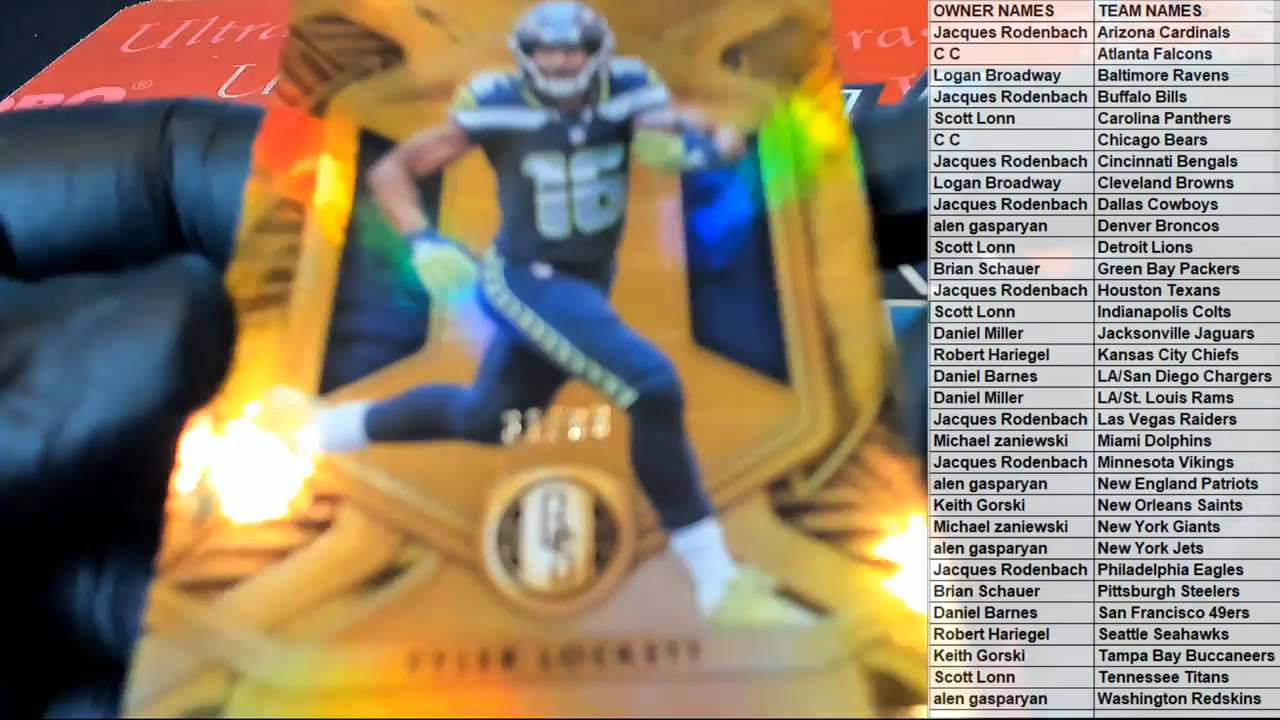 Ultra
16
TYLER LOCKETT
OWNER NAMES TEAM NAMES
Jacques Rodenbach Arizona Cardinals
C C Atlanta Falcons
Logan Broadway Baltimore Ravens
Jacques Rodenbach Buffalo Bills
Scott Lonn Carolina Panthers
C C Chicago Bears
Jacques Rodenbach Cincinnati Bengals
Logan Broadway Cleveland Browns
Jacques Rodenbach Dallas Cowboys
alen gasparyan Denver Broncos
Scott Lonn Detroit Lions
Brian Schauer Green Bay Packers
Jacques Rodenbach Houston Texans
Scott Lonn Indianapolis Colts
Daniel Miller Jacksonville Jaguars
Robert Hariegel Kansas City Chiefs
Daniel Barnes LA/San Diego Chargers
Daniel Miller LA/St. Louis Rams
Jacques Rodenbach Las Vegas Raiders
Michael zaniewski Miami Dolphins
Jacques Rodenbach Minnesota Vikings
alen gasparyan New England Patriots
Keith Gorski New Orleans Saints
Michael zaniewski New York Giants
alen gasparyan New York Jets
Jacques Rodenbach Philadelphia Eagles
Brian Schauer Pittsburgh Steelers
Daniel Barnes San Francisco 49ers
Robert Hariegel Seattle Seahawks
Keith Gorski Tampa Bay Buccaneers
Scott Lonn Tennessee Titans
alen gasparyan Washington Redskins